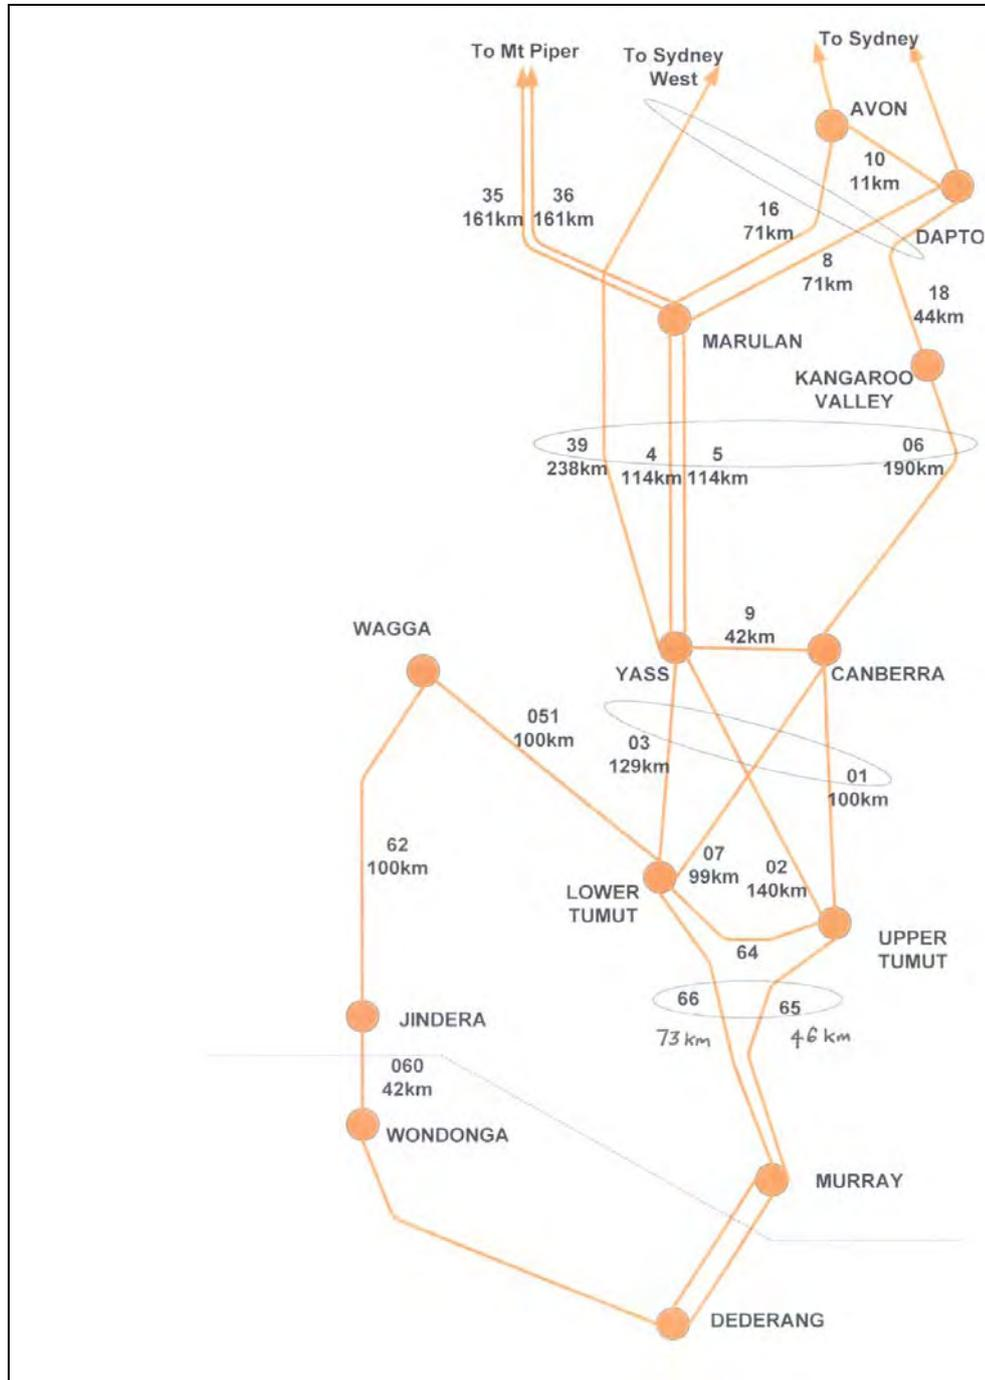 To Mt Piper
To Sydney
West
To Sydney
AVON
10
11km
35
161km
36
161km
16
71km
DAPTO
8
71km
18
44km
MARULAN
KANGAROO
VALLEY
39
238km
4
114km
5
114km
06
190km
9
42km
WAGGA
YASS
CANBERRA
051
100km
03
129km
01
100km
62
100km
07
99km
02
140km
LOWER
TUMUT
UPPER
TUMUT
64
66
65
73 km
46 km
JINDERA
060
42km
WONDONGA
MURRAY
DEDERANG